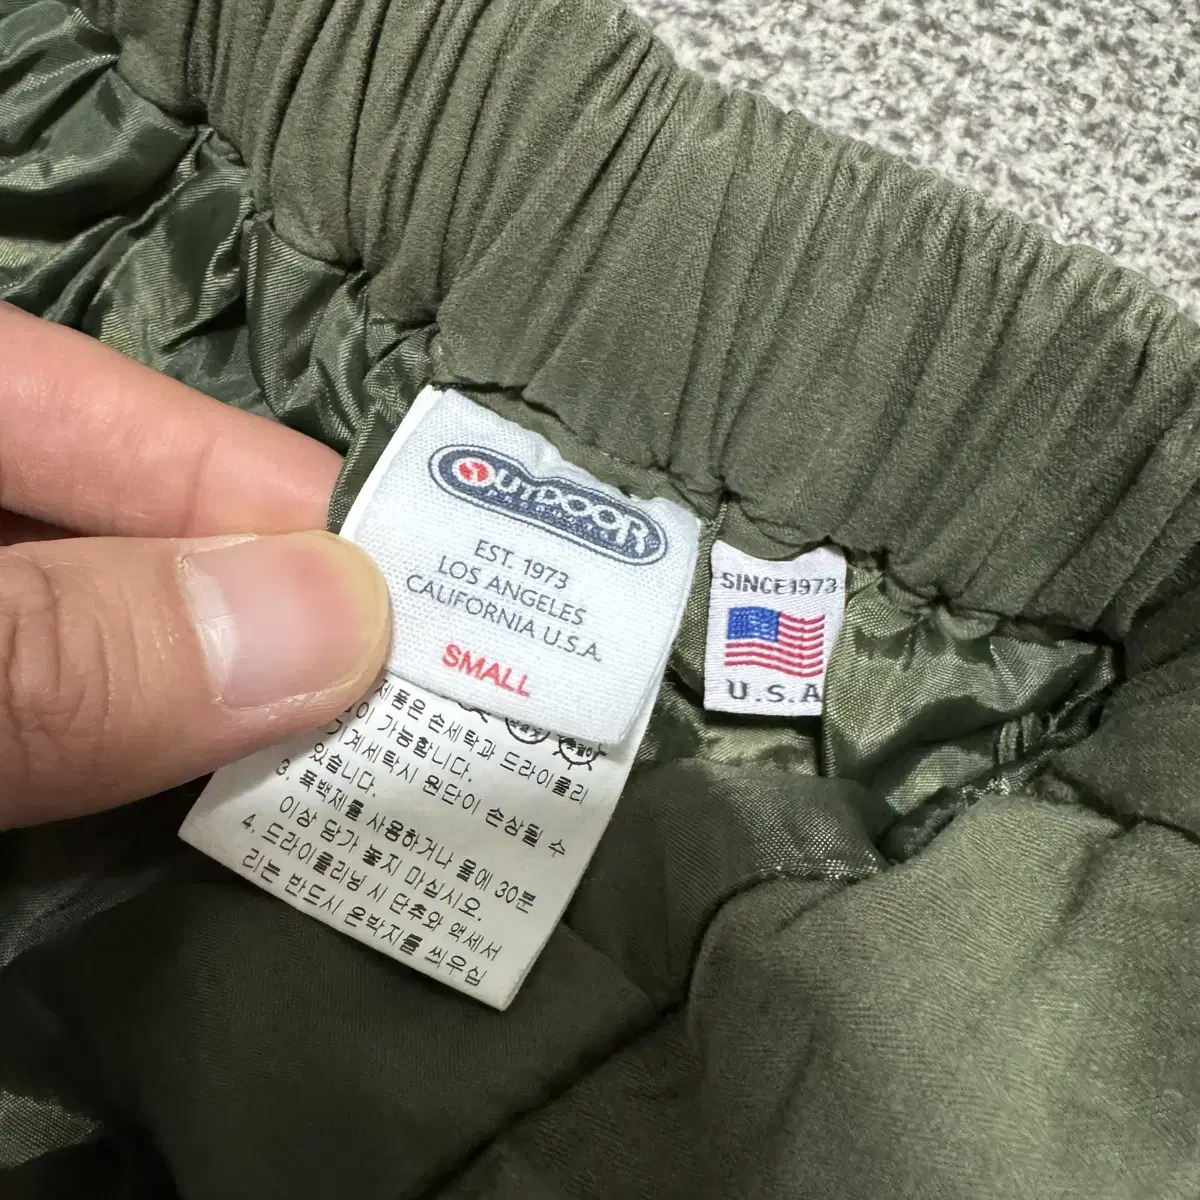 OUTDOOR
PRODUCTS
EST. 1973
LOS ANGELES
CALIFORNIA U.S.A.
SMALL
SINCE1973
U.S.A
제품은 손세탁과 드라이클리
이 가능합니다.
기계세탁시 원단이 손상될 수
있습니다.
3. 표백제를 사용하거나 물에 30분
이상 담가 놓지 마십시오.
4. 드라이클리닝 시 단추와 액세서
리는 반드시 은박지를 씌우십